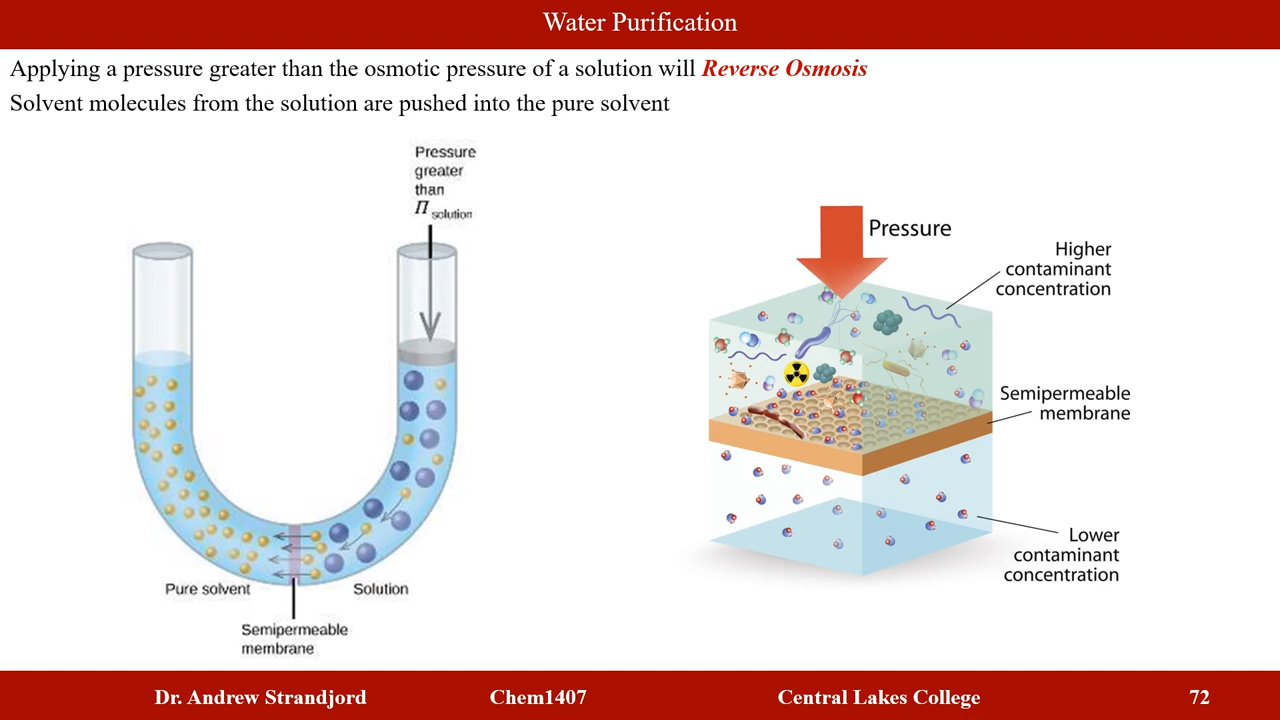 Water Purification
Applying a pressure greater than the osmotic pressure of a solution will Reverse Osmosis
Solvent molecules from the solution are pushed into the pure solvent
Pressure
greater
than
Π solution
Pure solvent
Solution
Semipermeable
membrane
Pressure
Higher
contaminant
concentration
Semipermeable
membrane
Lower
contaminant
concentration
Dr. Andrew Strandjord Chem1407 Central Lakes College 72